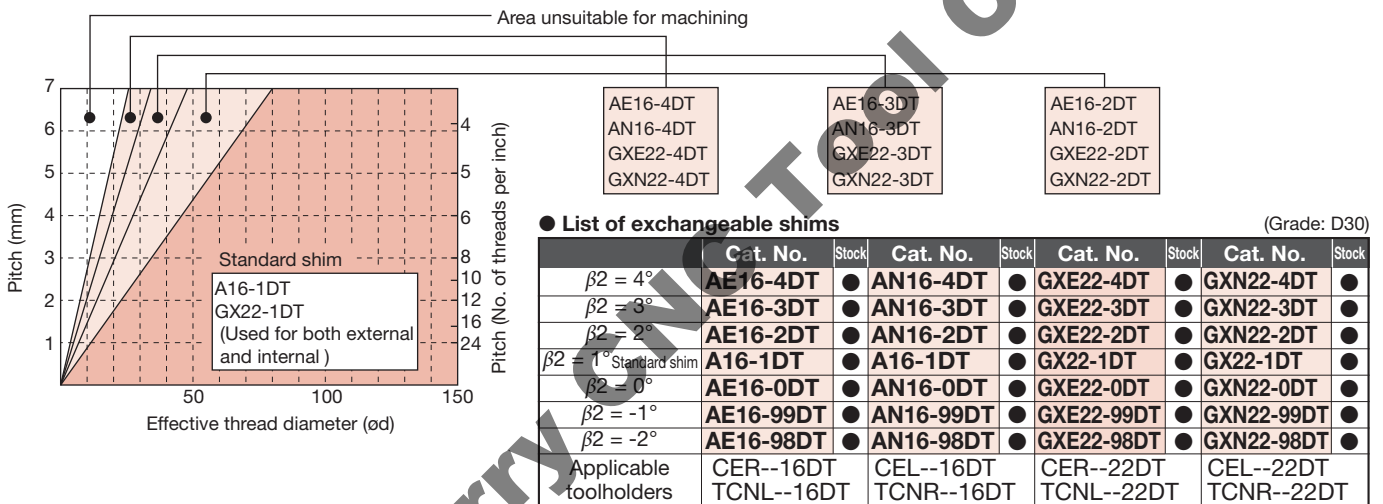 Area unsuitable for machining
7
6
5
4
3
2
1
Pitch (mm)
50
100
150
Effective thread diameter (ød)
4
6
8
10
12
16
24
Pitch (No. of threads per inch)
Standard shim
A16-1DT
GX22-1DT
(Used for both external
and internal )
AE16-4DT
AN16-4DT
GXE22-4DT
GXN22-4DT
AE16-3DT
AN16-3DT
GXE22-3DT
GXN22-3DT
AE16-2DT
AN16-2DT
GXE22-2DT
GXN22-2DT
● List of exchangeable shims (Grade: D30)
Cat. No. Stock Cat. No. Stock Cat. No. Stock Cat. No. Stock
β2 = 4° AE16-4DT ● AN16-4DT ● GXE22-4DT ● GXN22-4DT ●
β2 = 3° AE16-3DT ● AN16-3DT ● GXE22-3DT ● GXN22-3DT ●
β2 = 2° AE16-2DT ● AN16-2DT ● GXE22-2DT ● GXN22-2DT ●
β2 = 1° Standard shim A16-1DT ● A16-1DT ● GX22-1DT ● GX22-1DT ●
β2 = 0° AE16-0DT ● AN16-0DT ● GXE22-0DT ● GXN22-0DT ●
β2 = -1° AE16-99DT ● AN16-99DT ● GXE22-99DT ● GXN22-99DT ●
β2 = -2° AE16-98DT ● AN16-98DT ● GXE22-98DT ● GXN22-98DT ●
Applicable CER--16DT CEL--16DT CER--22DT CEL--22DT
toolholders TCNL--16DT TCNR--16DT TCNL--22DT TCNR--22DT
rry CNC Tool